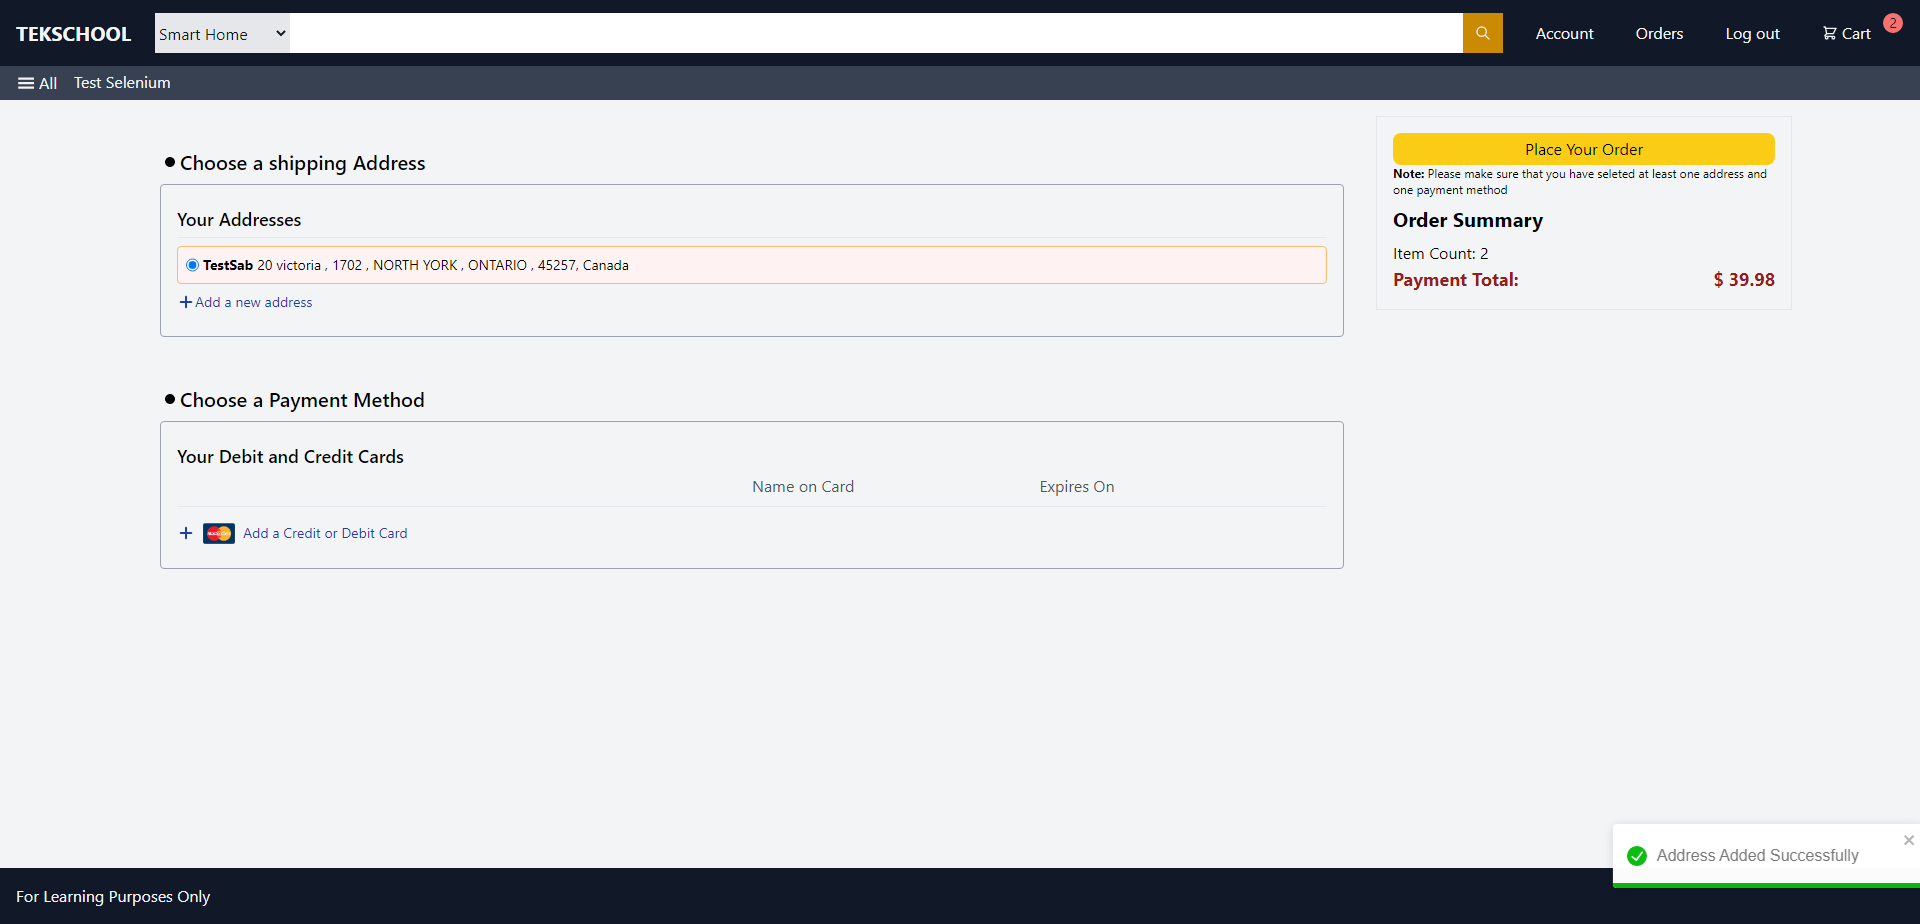 TEKSCHOOL
Smart Home
Account
Orders
Log out
Cart
2
All
Test Selenium
Choose a shipping Address
Your Addresses
TestSab 20 victoria , 1702 , NORTH YORK , ONTARIO , 45257, Canada
Add a new address
Choose a Payment Method
Your Debit and Credit Cards
Name on Card
Expires On
Add a Credit or Debit Card
Place Your Order
Note: Please make sure that you have seleted at least one address and
one payment method
Order Summary
Item Count: 2
Payment Total: $ 39.98
Address Added Successfully
For Learning Purposes Only